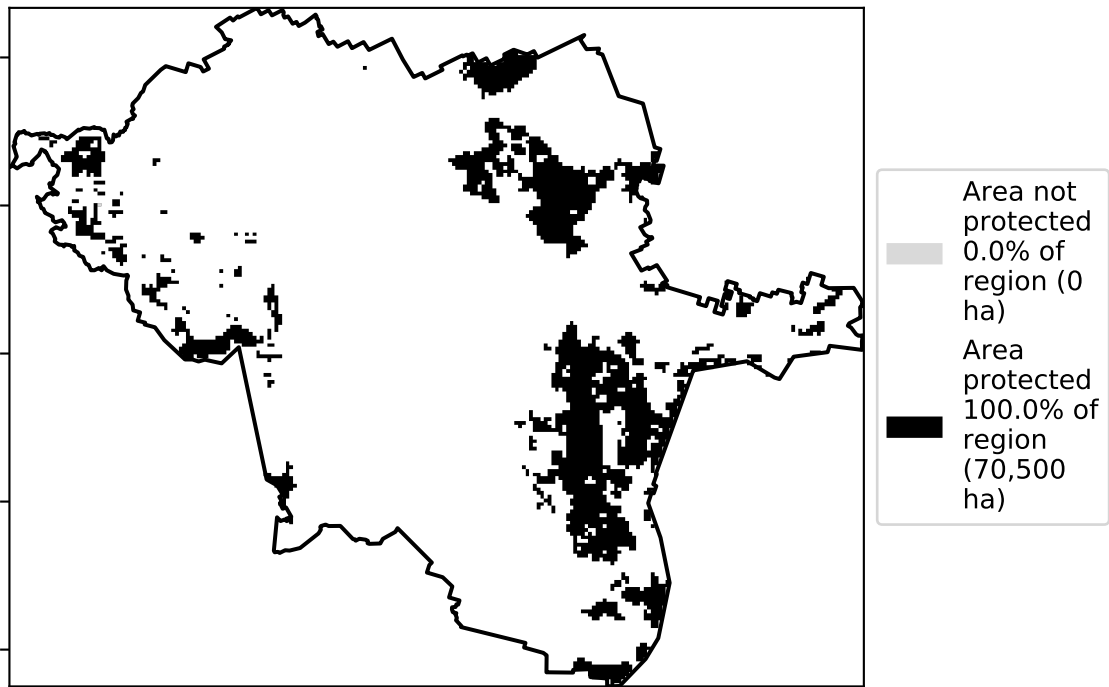 Area not
protected
0.0% of
region (0
ha)
Area
protected
100.0% of
region
(70,500
ha)